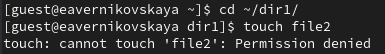 [guest@eavernikovskaya ~]$ cd ~/dir1/
[guest@eavernikovskaya dir1]$ touch file2
touch: cannot touch 'file2': Permission denied